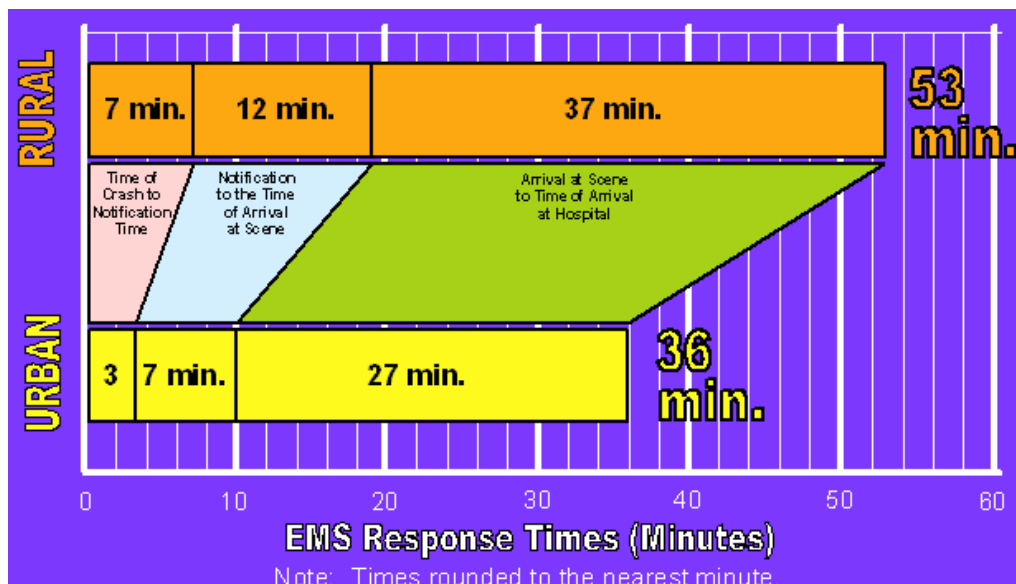 RURAL
7 min.
12 min.
37 min.
53
min.
Time of
Crash to
Notification
Time
Notification
to the Time
of Arrival
at Scene
Arrival at Scene
to Time of Arrival
at Hospital
URBAN
3
7 min.
27 min.
36
min.
0 10 20 30 40 50 60
EMS Response Times (Minutes)
Note: Times rounded to the nearest minute.